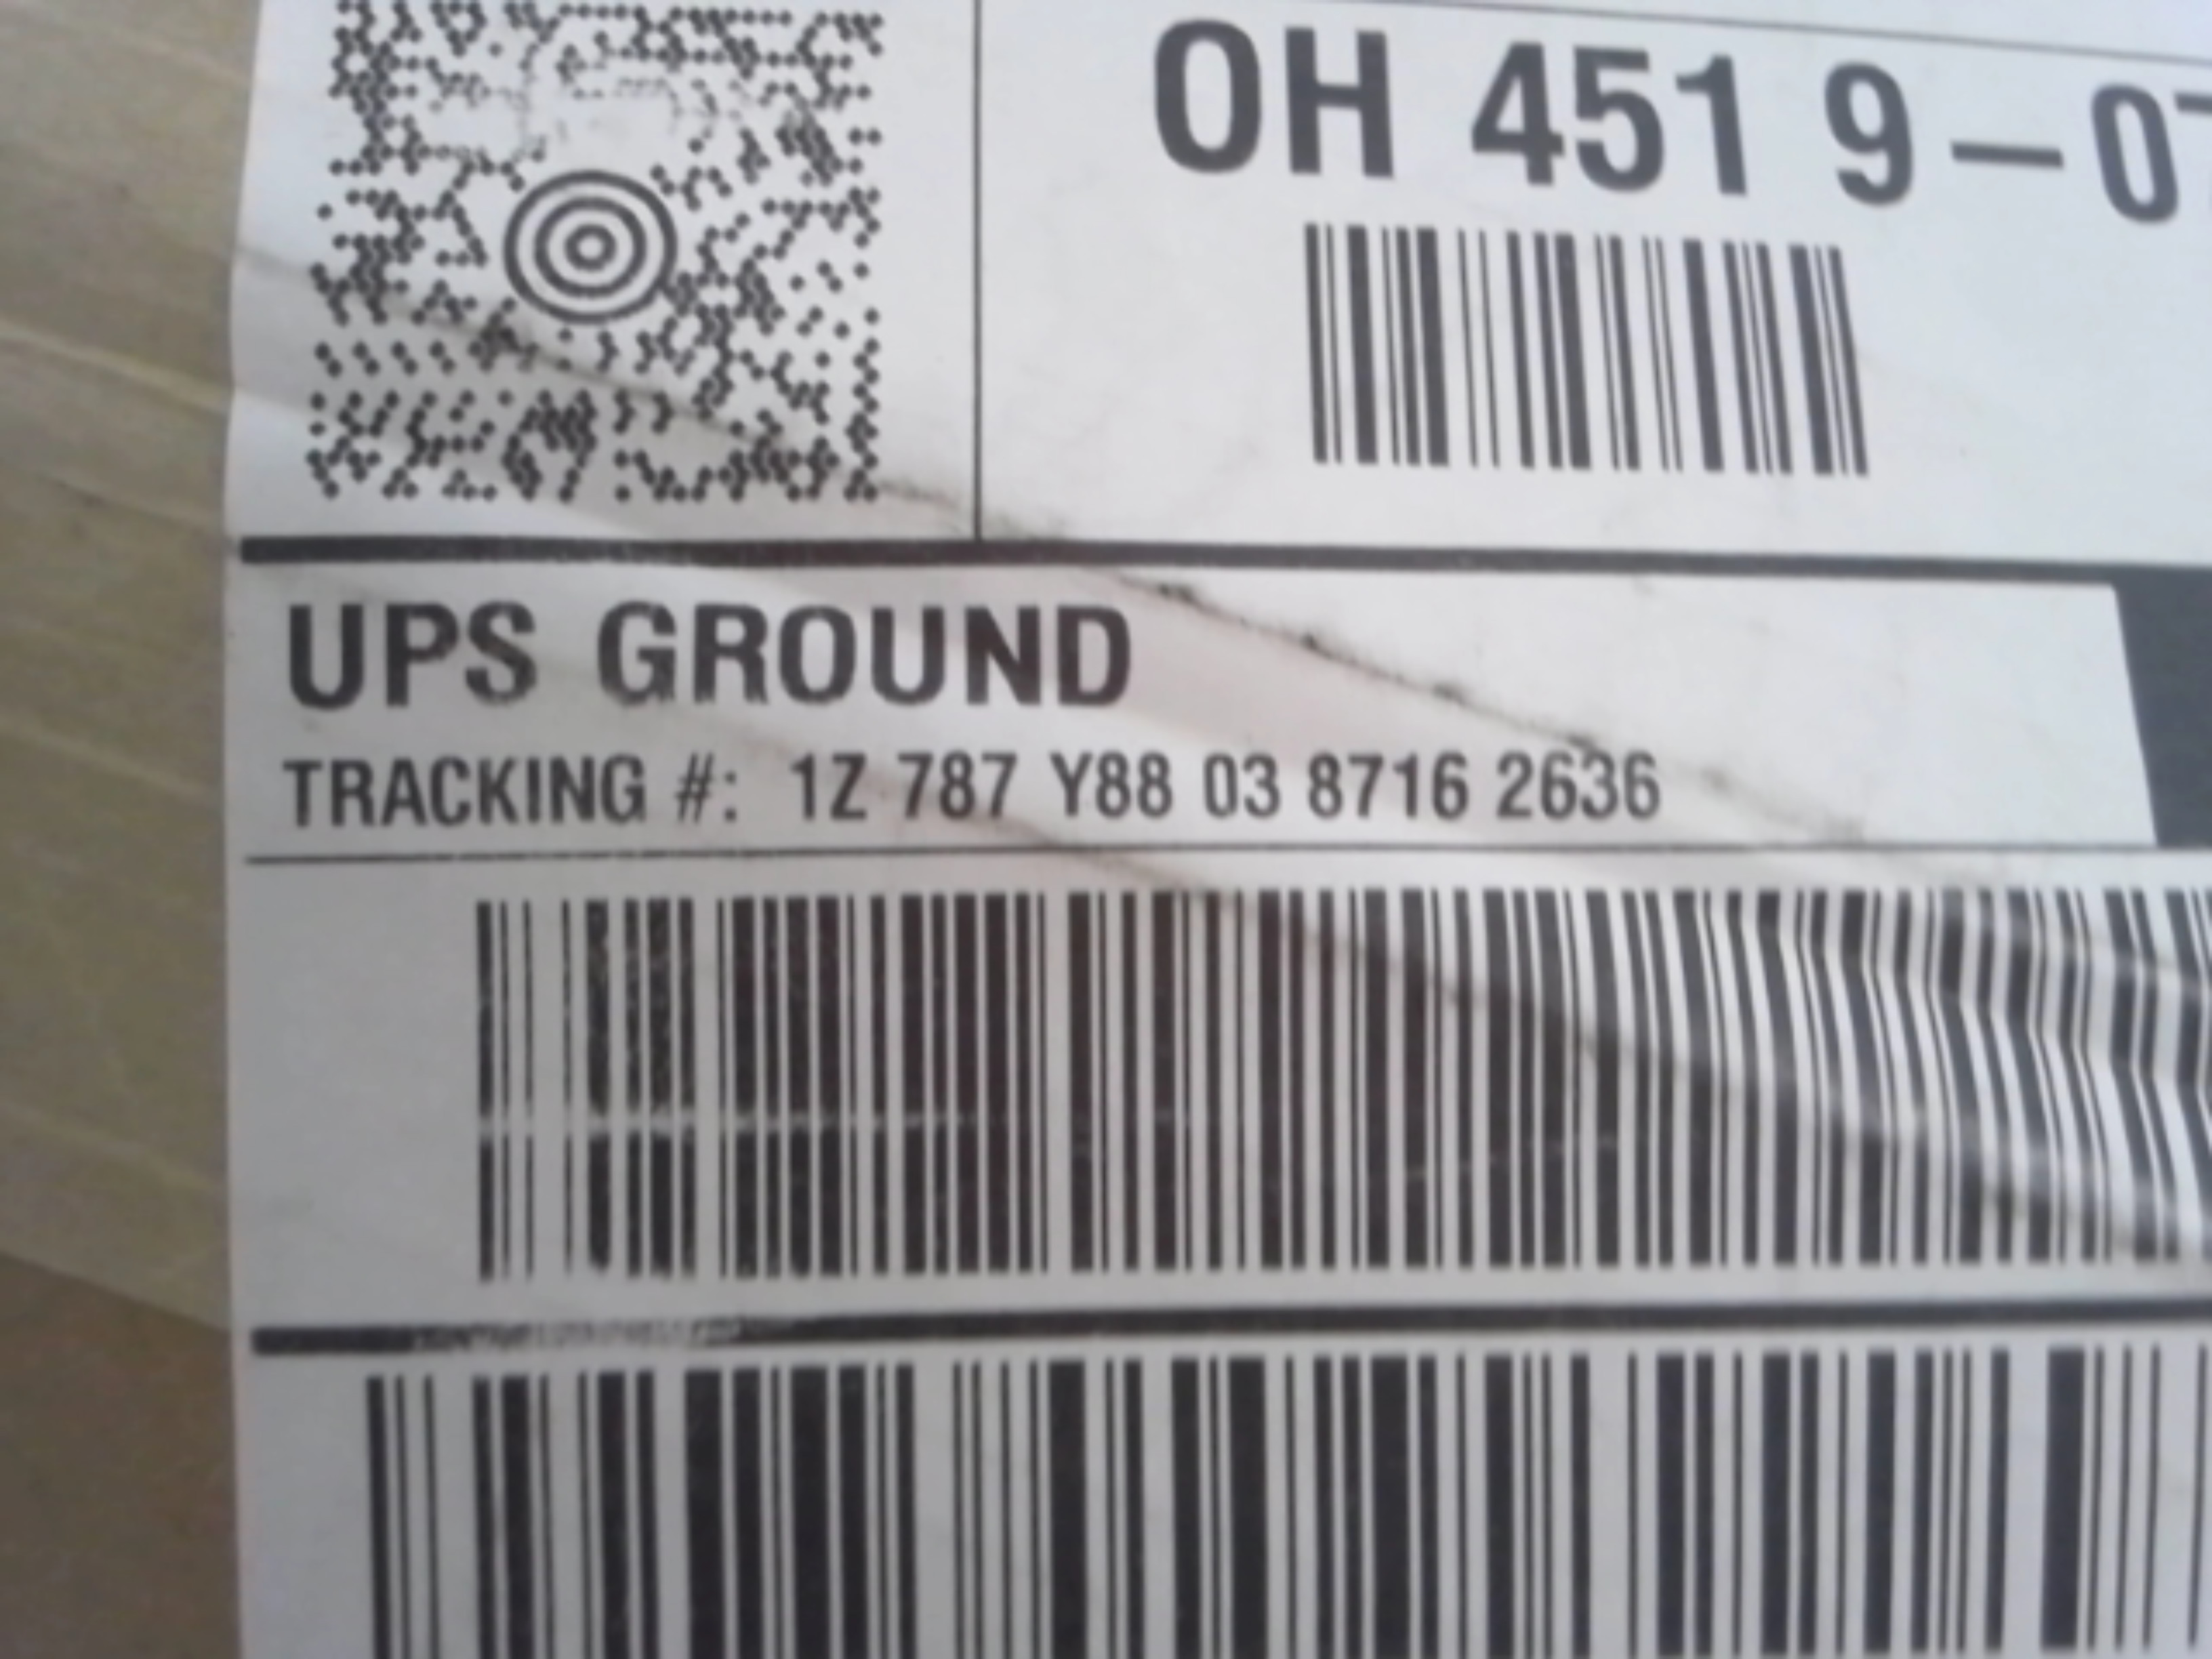 OH 451 9-0
UPS GROUND
TRACKING #: 1Z 787 Y88 03 8716 2636